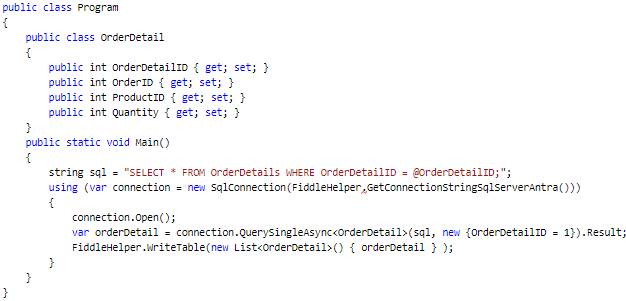 public class Program
{
    public class OrderDetail
    {
        public int OrderDetailID { get; set; }
        public int OrderID { get; set; }
        public int ProductID { get; set; }
        public int Quantity { get; set; }
    }
    public static void Main()
    {
        string sql = "SELECT * FROM OrderDetails WHERE OrderDetailID = @OrderDetailID;";
        using (var connection = new SqlConnection(FiddleHelper.GetConnectionStringSqlServerAntra()))
        {
            connection.Open();
            var orderDetail = connection.QuerySingleAsync<OrderDetail>(sql, new {OrderDetailID = 1}).Result;
            FiddleHelper.WriteTable(new List<OrderDetail>() { orderDetail } );
        }
    }
}